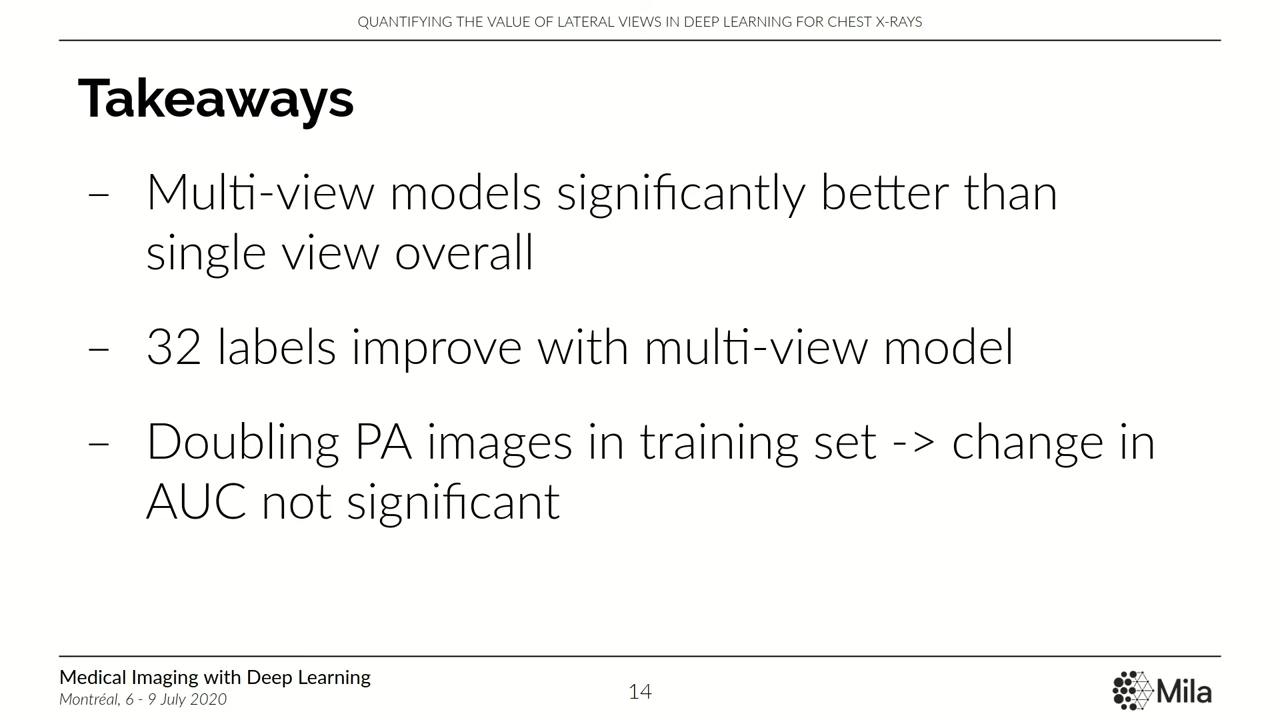 QUANTIFYING THE VALUE OF LATERAL VIEWS IN DEEP LEARNING FOR CHEST X-RAYS
Takeaways
– Multi-view models significantly better than
single view overall
– 32 labels improve with multi-view model
– Doubling PA images in training set -> change in
AUC not significant
Medical Imaging with Deep Learning
Montréal, 6 - 9 July 2020
14
Mila